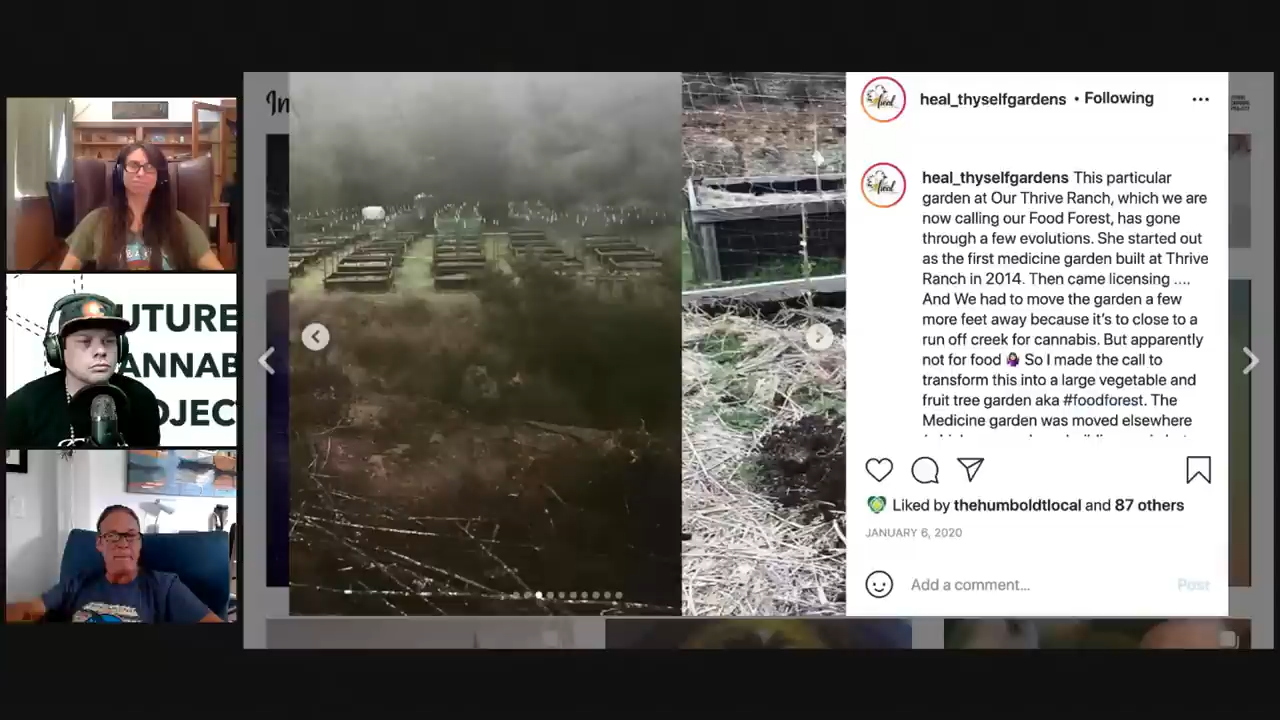 heal_thyselfgardens • Following
heal_thyselfgardens This particular
garden at Our Thrive Ranch, which we are
now calling our Food Forest, has gone
through a few evolutions. She started out
as the first medicine garden built at Thrive
Ranch in 2014. Then came licensing ....
And We had to move the garden a few
more feet away because it's to close to a
run off creek for cannabis. But apparently
not for food 🤷🏽‍♀️ So I made the call to
transform this into a large vegetable and
fruit tree garden aka #foodforest. The
Medicine garden was moved elsewhere
Liked by thehumboldtlocal and 87 others
JANUARY 6, 2020
Add a comment...
Post
In
heal
heal
UTURE
ANNAB
OJEC